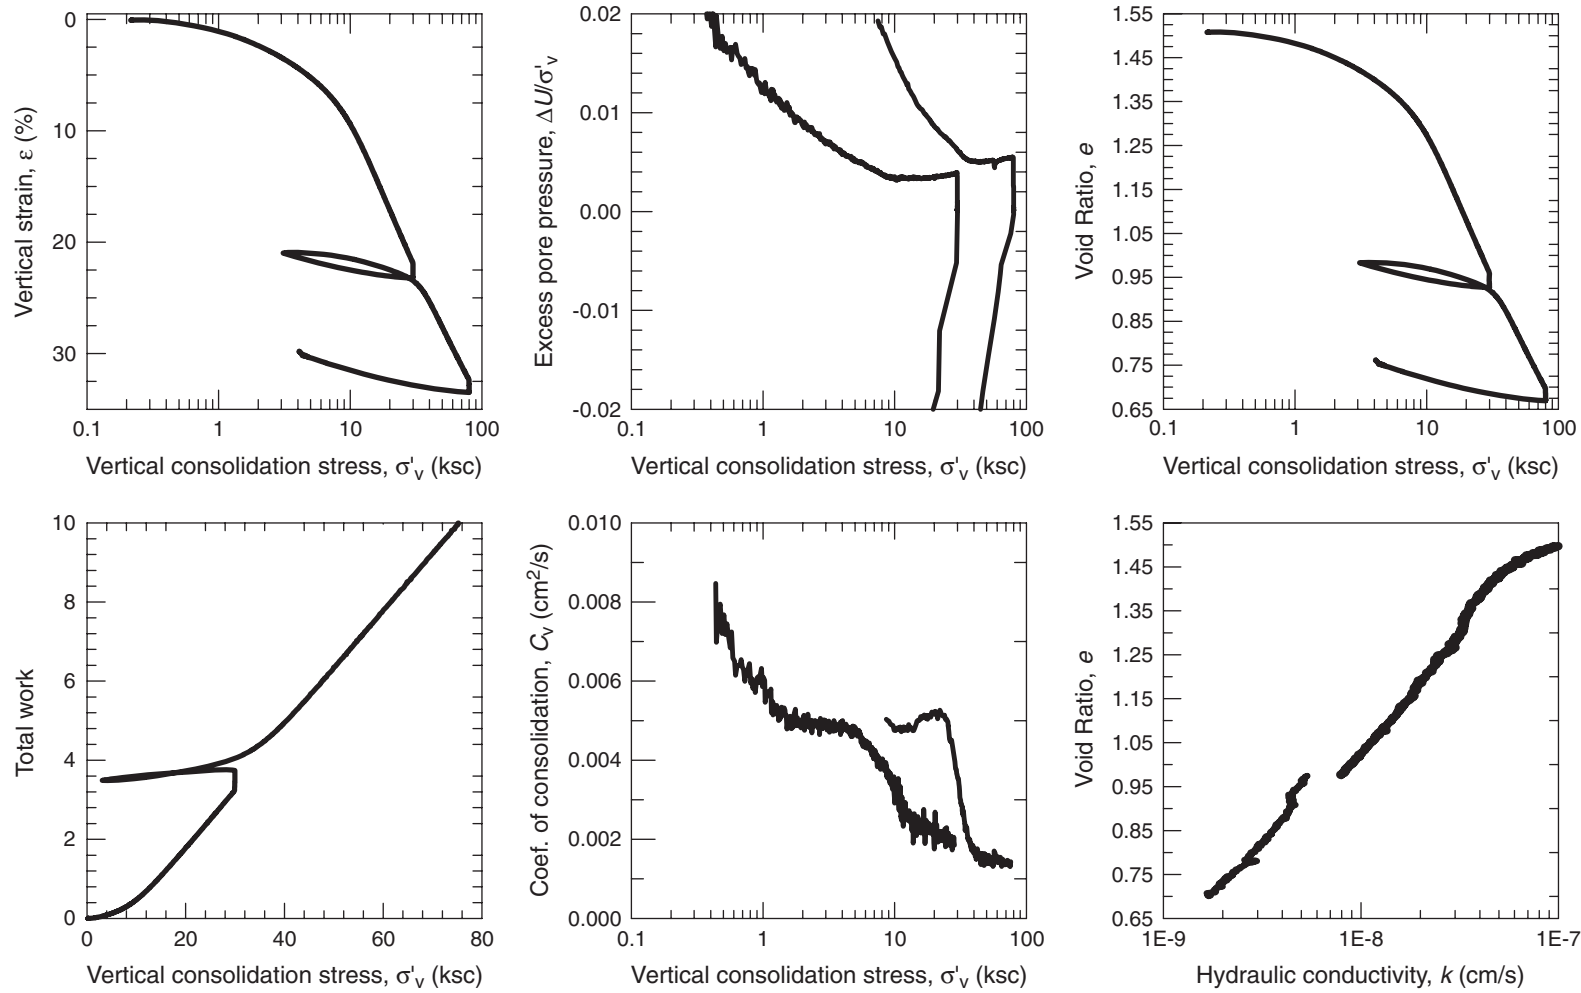 Vertical strain, ε (%)
0
10
20
30
0.1 1 10 100
Vertical consolidation stress, σ'v (ksc)
Excess pore pressure, ΔU/σ'v
0.02
0.01
0.00
-0.01
-0.02
0.1 1 10 100
Vertical consolidation stress, σ'v (ksc)
Void Ratio, e
1.55
1.45
1.35
1.25
1.15
1.05
0.95
0.85
0.75
0.65
0.1 1 10 100
Vertical consolidation stress, σ'v (ksc)
Total work
10
8
6
4
2
0
0 20 40 60 80
Vertical consolidation stress, σ'v (ksc)
Coef. of consolidation, Cv (cm²/s)
0.010
0.008
0.006
0.004
0.002
0.000
0.1 1 10 100
Vertical consolidation stress, σ'v (ksc)
Void Ratio, e
1.55
1.45
1.35
1.25
1.15
1.05
0.95
0.85
0.75
0.65
1E-9 1E-8 1E-7
Hydraulic conductivity, k (cm/s)